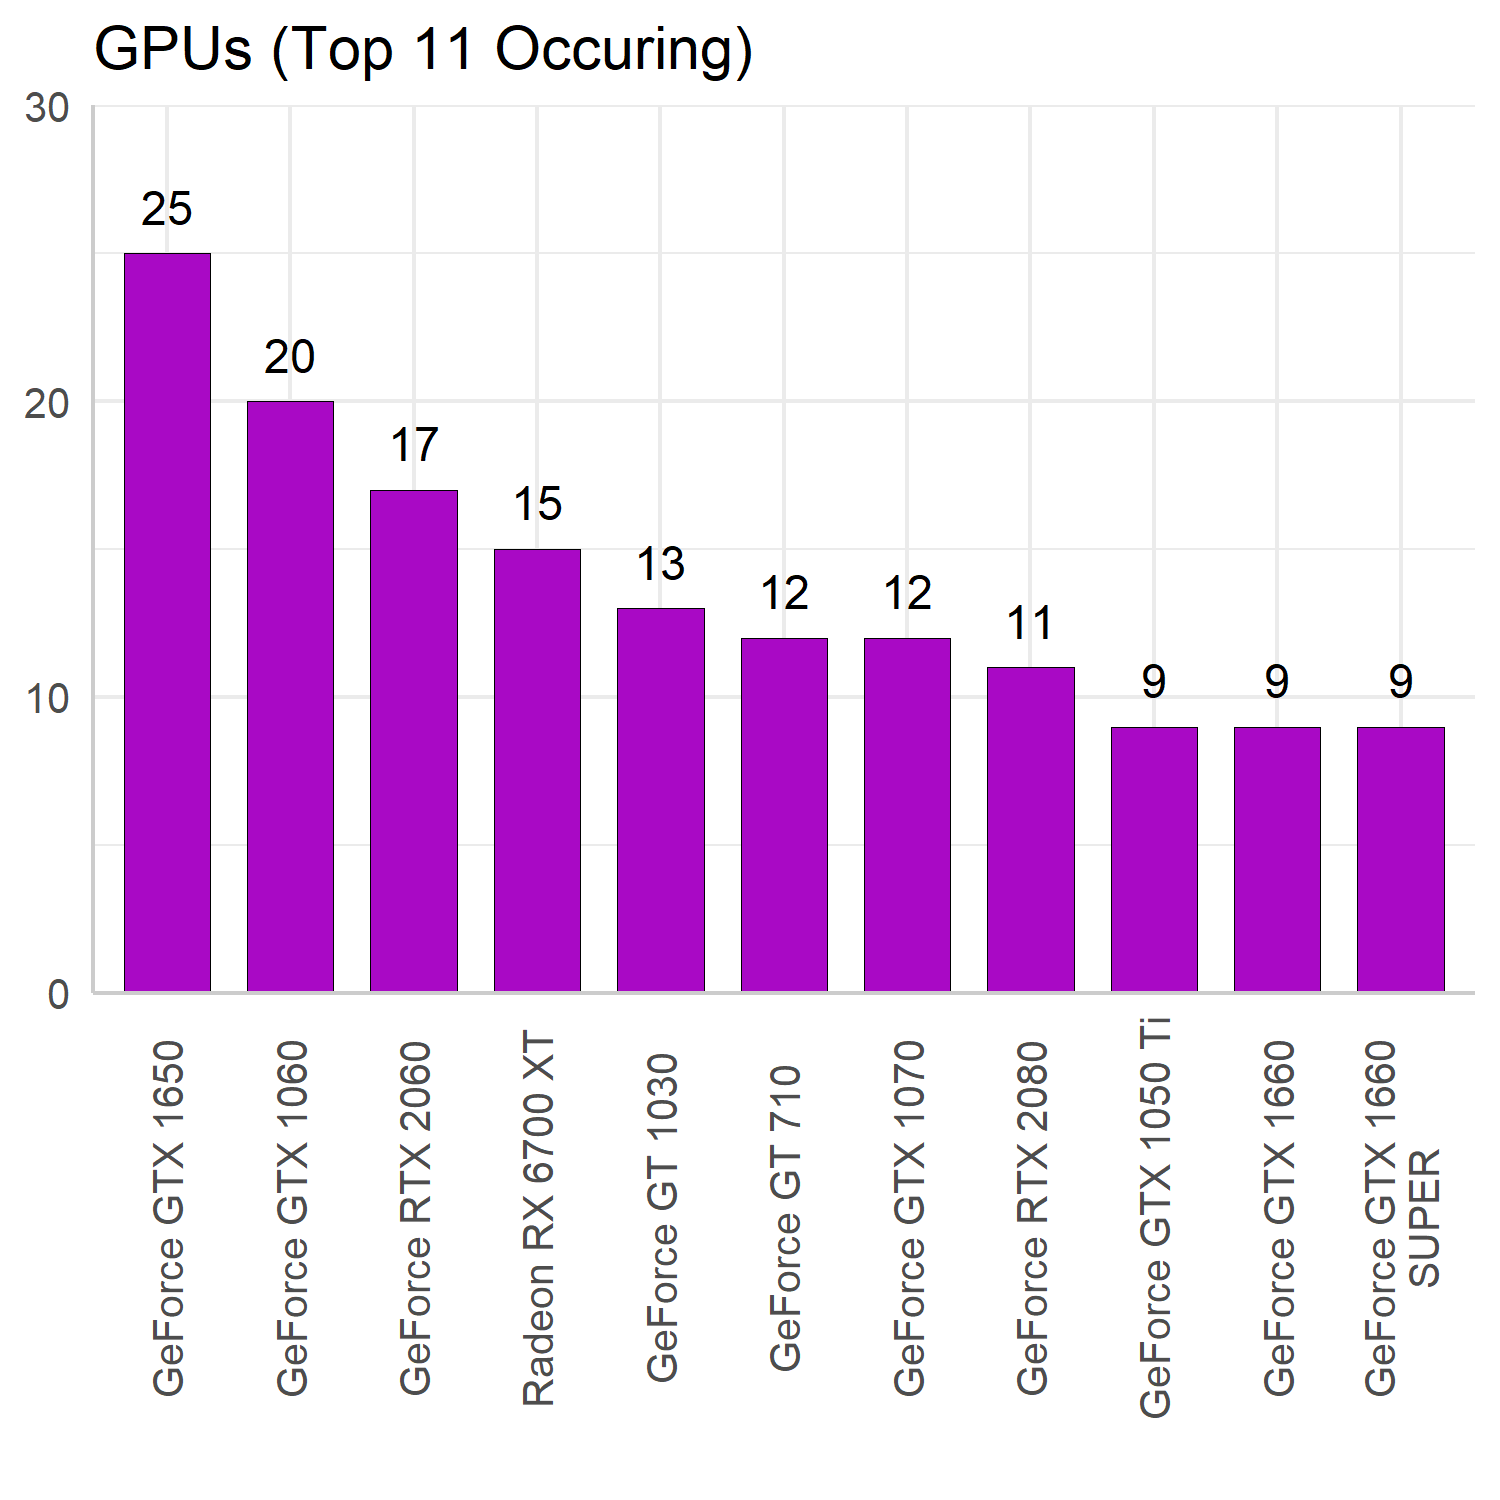 GPUs (Top 11 Occuring)
30
20
10
0
25
20
17
15
13
12
12
11
9
9
9
GeForce GTX 1650
GeForce GTX 1060
GeForce RTX 2060
Radeon RX 6700 XT
GeForce GT 1030
GeForce GT 710
GeForce GTX 1070
GeForce RTX 2080
GeForce GTX 1050 Ti
GeForce GTX 1660
GeForce GTX 1660
SUPER